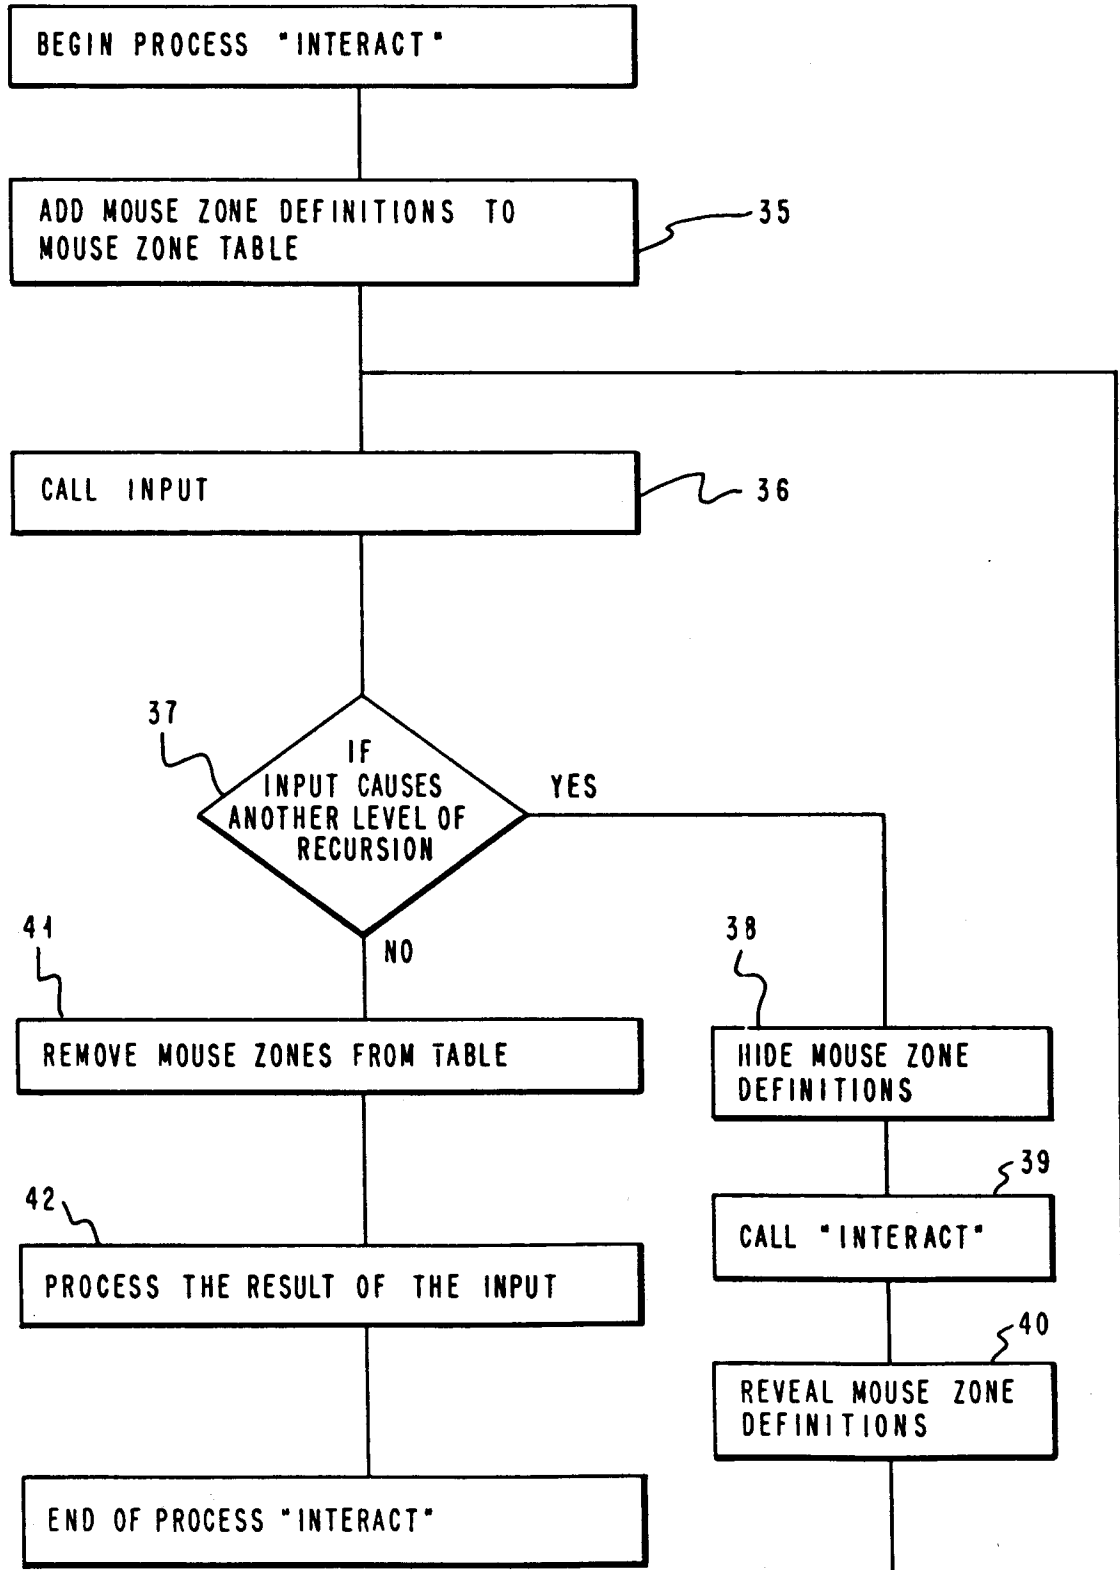 BEGIN PROCESS "INTERACT"
ADD MOUSE ZONE DEFINITIONS TO
MOUSE ZONE TABLE
35
CALL INPUT
36
37
IF
INPUT CAUSES
ANOTHER LEVEL OF
RECURSION
YES
NO
41
REMOVE MOUSE ZONES FROM TABLE
38
HIDE MOUSE ZONE
DEFINITIONS
39
CALL "INTERACT"
42
PROCESS THE RESULT OF THE INPUT
40
REVEAL MOUSE ZONE
DEFINITIONS
END OF PROCESS "INTERACT"